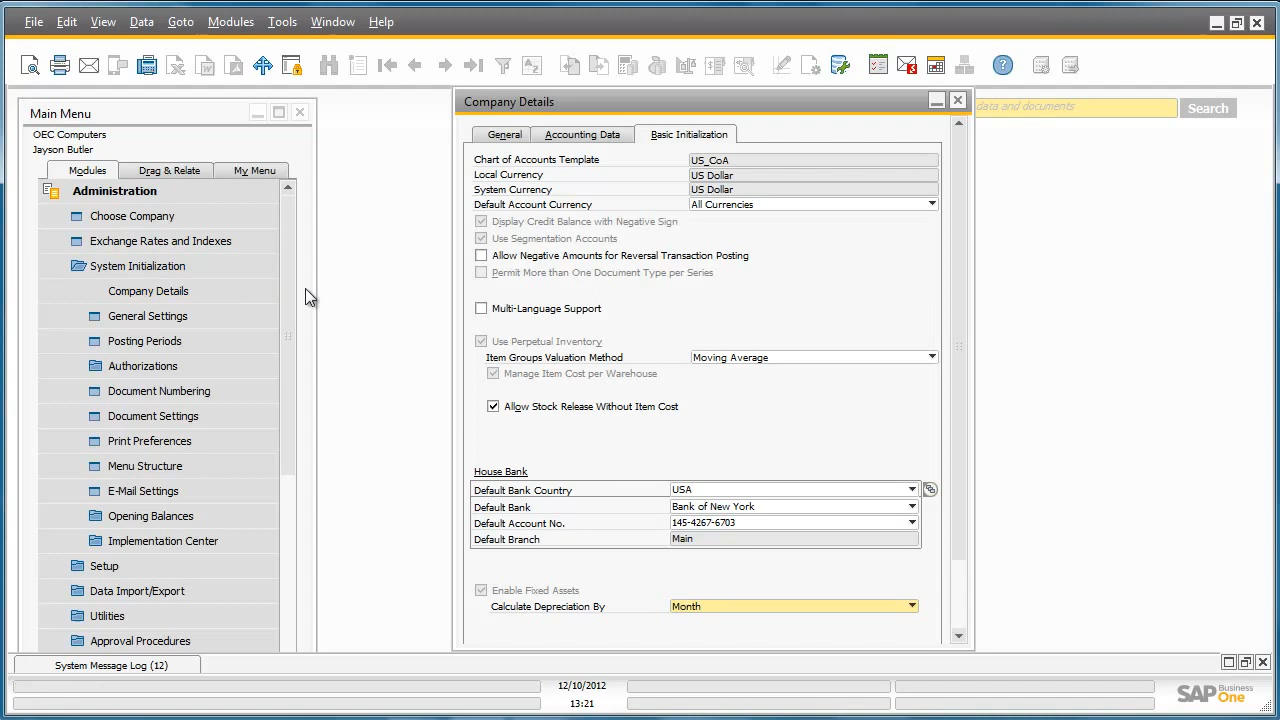 File Edit View Data Goto Modules Tools Window Help
Main Menu
OEC Computers
Jayson Butler
Modules Drag & Relate My Menu
Administration
Choose Company
Exchange Rates and Indexes
System Initialization
Company Details
General Settings
Posting Periods
Authorizations
Document Numbering
Document Settings
Print Preferences
Menu Structure
E-Mail Settings
Opening Balances
Implementation Center
Setup
Data Import/Export
Utilities
Approval Procedures
Company Details
General Accounting Data Basic Initialization
Chart of Accounts Template US_CoA
Local Currency US Dollar
System Currency US Dollar
Default Account Currency All Currencies
Display Credit Balance with Negative Sign
Use Segmentation Accounts
Allow Negative Amounts for Reversal Transaction Posting
Permit More than One Document Type per Series
Multi-Language Support
Use Perpetual Inventory
Item Groups Valuation Method Moving Average
Manage Item Cost per Warehouse
Allow Stock Release Without Item Cost
House Bank
Default Bank Country USA
Default Bank Bank of New York
Default Account No. 145-4267-6703
Default Branch Main
Enable Fixed Assets
Calculate Depreciation By Month
data and documents Search
System Message Log (12)
12/10/2012
13:21
SAP Business One